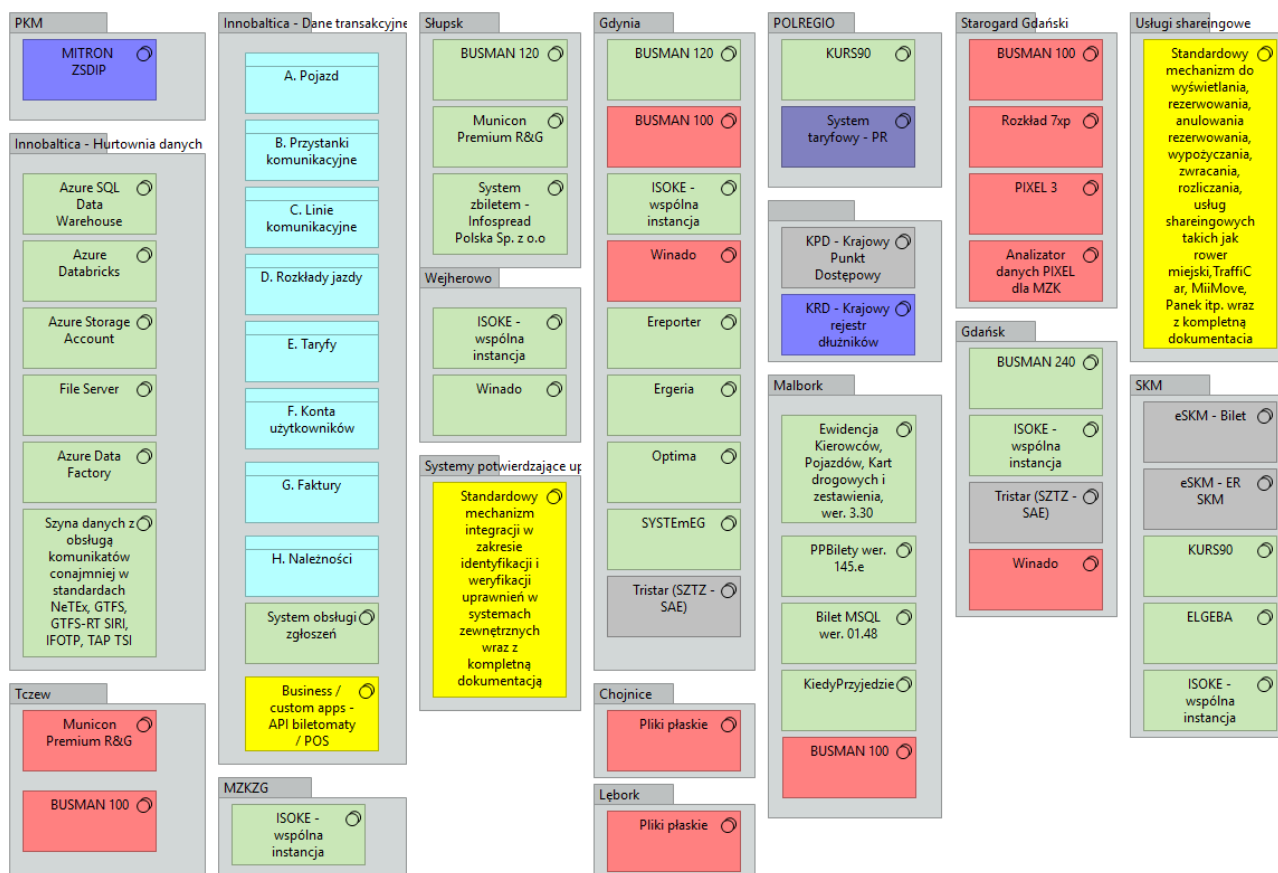 PKM
MITRON
ZSDIP
Innobaltica - Hurtownia danych
Azure SQL
Data
Warehouse
Azure
Databricks
Azure Storage
Account
File Server
Azure Data
Factory
Szyna danych z
obsługą
komunikatów
conajmniej w
standardach
NeTEx, GTFS,
GTFS-RT SIRI,
IFOTP, TAP TSI
Tczew
Municon
Premium R&G
BUSMAN 100
Innobaltica - Dane transakcyjne
A. Pojazd
B. Przystanki
komunikacyjne
C. Linie
komunikacyjne
D. Rozkłady jazdy
E. Taryfy
F. Konta
użytkowników
G. Faktury
H. Należności
System obsługi
zgłoszeń
Business /
custom apps -
API biletomaty
/ POS
MZKZG
ISOKE -
wspólna
instancja
Słupsk
BUSMAN 120
Municon
Premium R&G
System
zbiletem -
Infospread
Polska Sp. z o.o
Wejherowo
ISOKE -
wspólna
instancja
Winado
Systemy potwierdzające up
Standardowy
mechanizm
integracji w
zakresie
identyfikacji i
weryfikacji
uprawnień w
systemach
zewnętrznych
wraz z
kompletną
dokumentacją
Gdynia
BUSMAN 120
BUSMAN 100
ISOKE -
wspólna
instancja
Winado
Ereporter
Ergeria
Optima
SYSTEmEG
Tristar (SZTZ -
SAE)
Chojnice
Pliki płaskie
Lębork
Pliki płaskie
POLREGIO
KURS90
System
taryfowy - PR
KPD - Krajowy
Punkt
Dostępowy
KRD - Krajowy
rejestr
dłużników
Malbork
Ewidencja
Kierowców,
Pojazdów, Kart
drogowych i
zestawienia,
wer. 3.30
PPBilety wer.
145.e
Bilet MSQL
wer. 01.48
KiedyPrzyjedzie
BUSMAN 100
Starogard Gdański
BUSMAN 100
Rozkład 7xp
PIXEL 3
Analizator
danych PIXEL
dla MZK
Gdańsk
BUSMAN 240
ISOKE -
wspólna
instancja
Tristar (SZTZ -
SAE)
Winado
Usługi shareingowe
Standardowy
mechanizm do
wyświetlania,
rezerwowania,
anulowania
rezerwowania,
wypożyczania,
zwracania,
rozliczania,
usług
shareingowych
takich jak
rower
miejski,TraffiC
ar, MiiMove,
Panek itp. wraz
z kompletną
dokumentacja
SKM
eSKM - Bilet
eSKM - ER
SKM
KURS90
ELGEBA
ISOKE -
wspólna
instancja